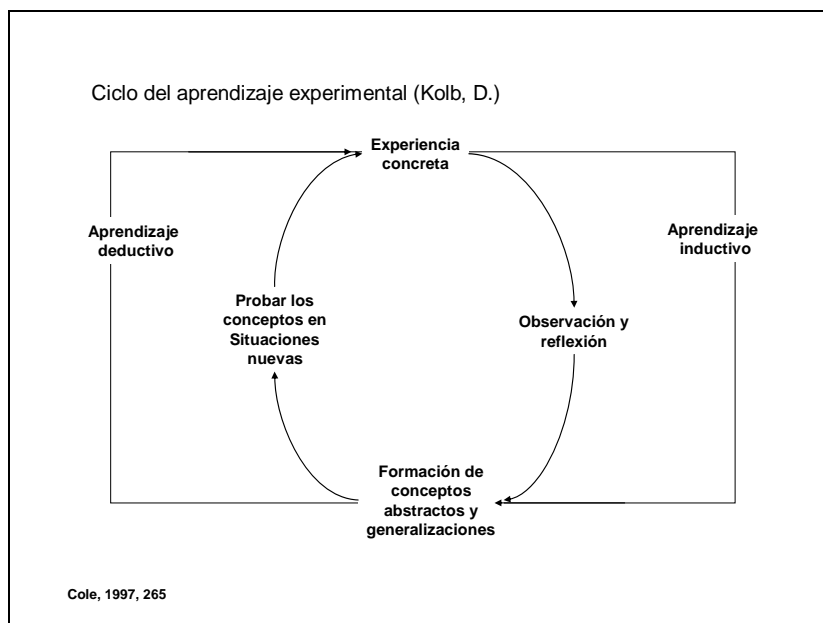 Ciclo del aprendizaje experimental (Kolb, D.)
Experiencia
concreta
Aprendizaje
deductivo
Aprendizaje
inductivo
Probar los
conceptos en
Situaciones
nuevas
Observación y
reflexión
Formación de
conceptos
abstractos y
generalizaciones
Cole, 1997, 265